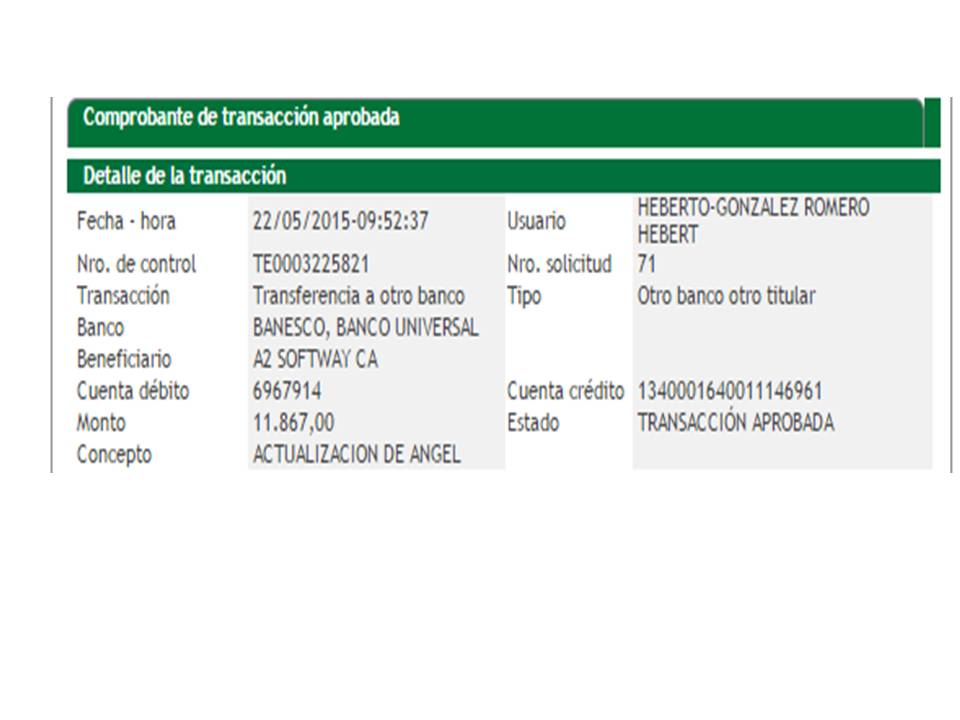 Comprobante de transacción aprobada
Detalle de la transacción
Fecha - hora 22/05/2015-09:52:37 Usuario HEBERTO-GONZALEZ ROMERO
HEBERT
Nro. de control TE0003225821 Nro. solicitud 71
Transacción Transferencia a otro banco Tipo Otro banco otro titular
Banco BANESCO, BANCO UNIVERSAL
Beneficiario A2 SOFTWAY CA
Cuenta débito 6967914 Cuenta crédito 1340001640011146961
Monto 11.867,00 Estado TRANSACCIÓN APROBADA
Concepto ACTUALIZACION DE ANGEL